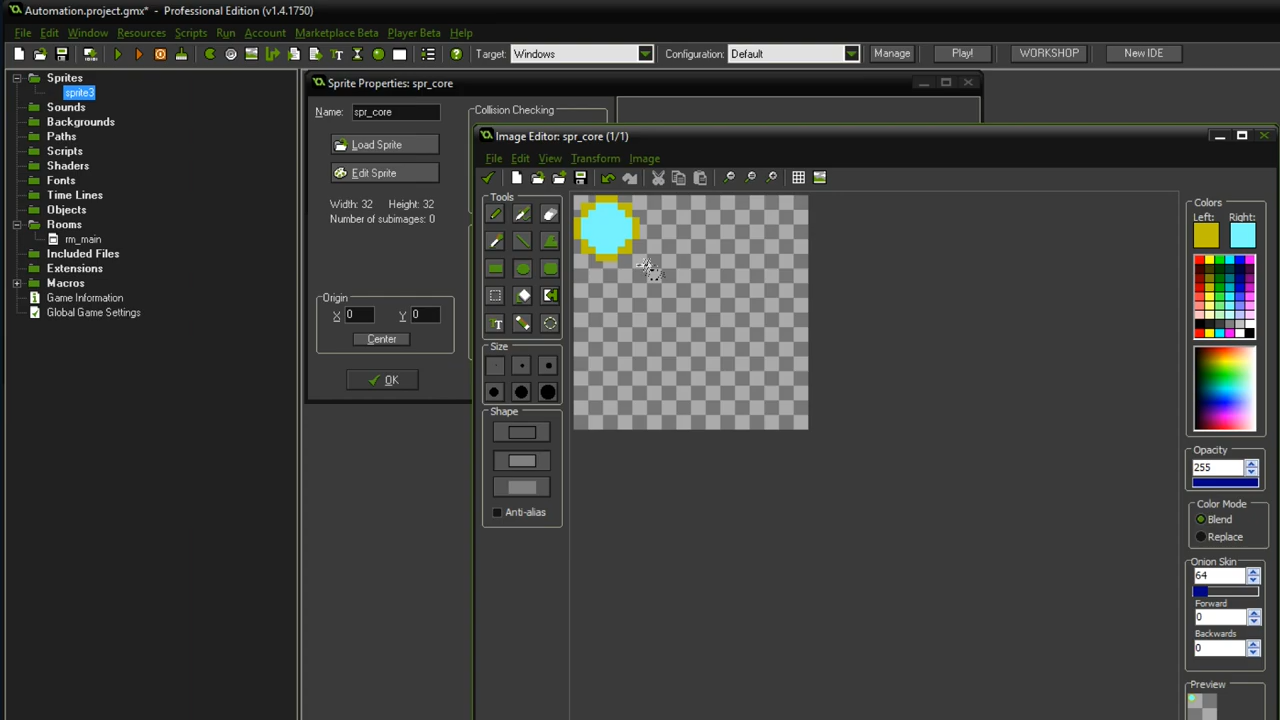 Automation.project.gmx* - Professional Edition (v1.4.1750)
File Edit Window Resources Scripts Run Account Marketplace Beta Player Beta Help
Target: Windows Configuration: Default Manage Play! WORKSHOP New IDE
Sprites
sprite3
Sounds
Backgrounds
Paths
Scripts
Shaders
Fonts
Time Lines
Objects
Rooms
rm_main
Included Files
Extensions
Macros
Game Information
Global Game Settings
Sprite Properties: spr_core
Name: spr_core
Collision Checking
Load Sprite
Edit Sprite
Width: 32 Height: 32
Number of subimages: 0
Origin
X 0 Y 0
Center
OK
Image Editor: spr_core (1/1)
File Edit View Transform Image
Tools
T
Size
Shape
Anti-alias
Colors
Left: Right:
Opacity
255
Color Mode
Blend
Replace
Onion Skin
64
Forward
0
Backwards
0
Preview